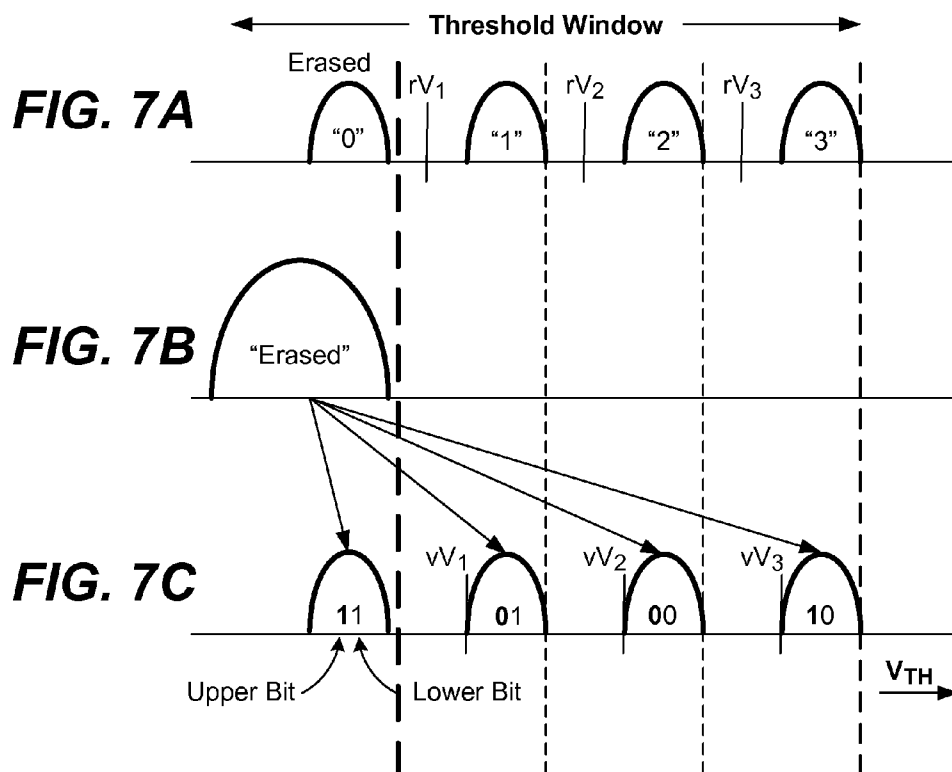 Threshold Window
Erased
FIG. 7A
rV1
rV2
rV3
“0”
“1”
“2”
“3”
FIG. 7B
“Erased”
FIG. 7C
vV1
vV2
vV3
11
01
00
10
Upper Bit
Lower Bit
VTH